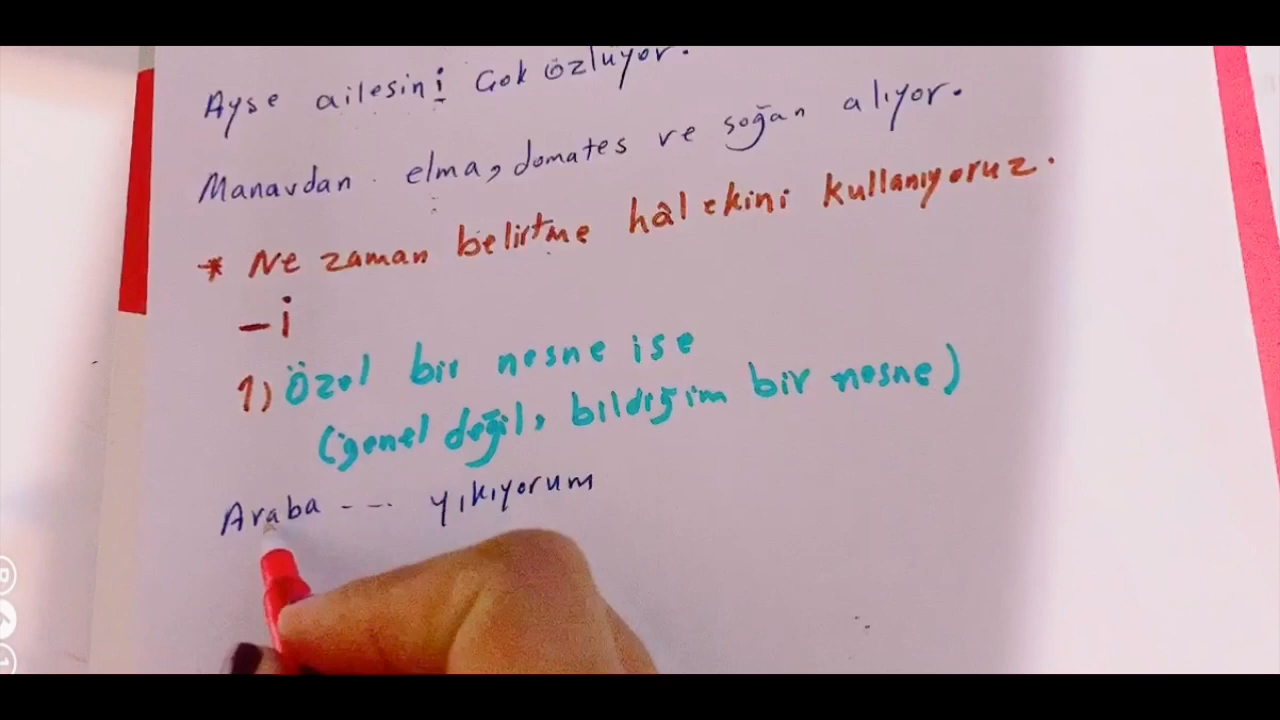 Ayşe ailesini Çok özlüyor.
Manavdan elma, domates ve soğan alıyor.
* Ne zaman belirtme hâl ekini kullanıyoruz.
-i
1) Özel bir nesne ise
(genel değil, bildiğim bir nesne)
Araba --- yıkıyorum